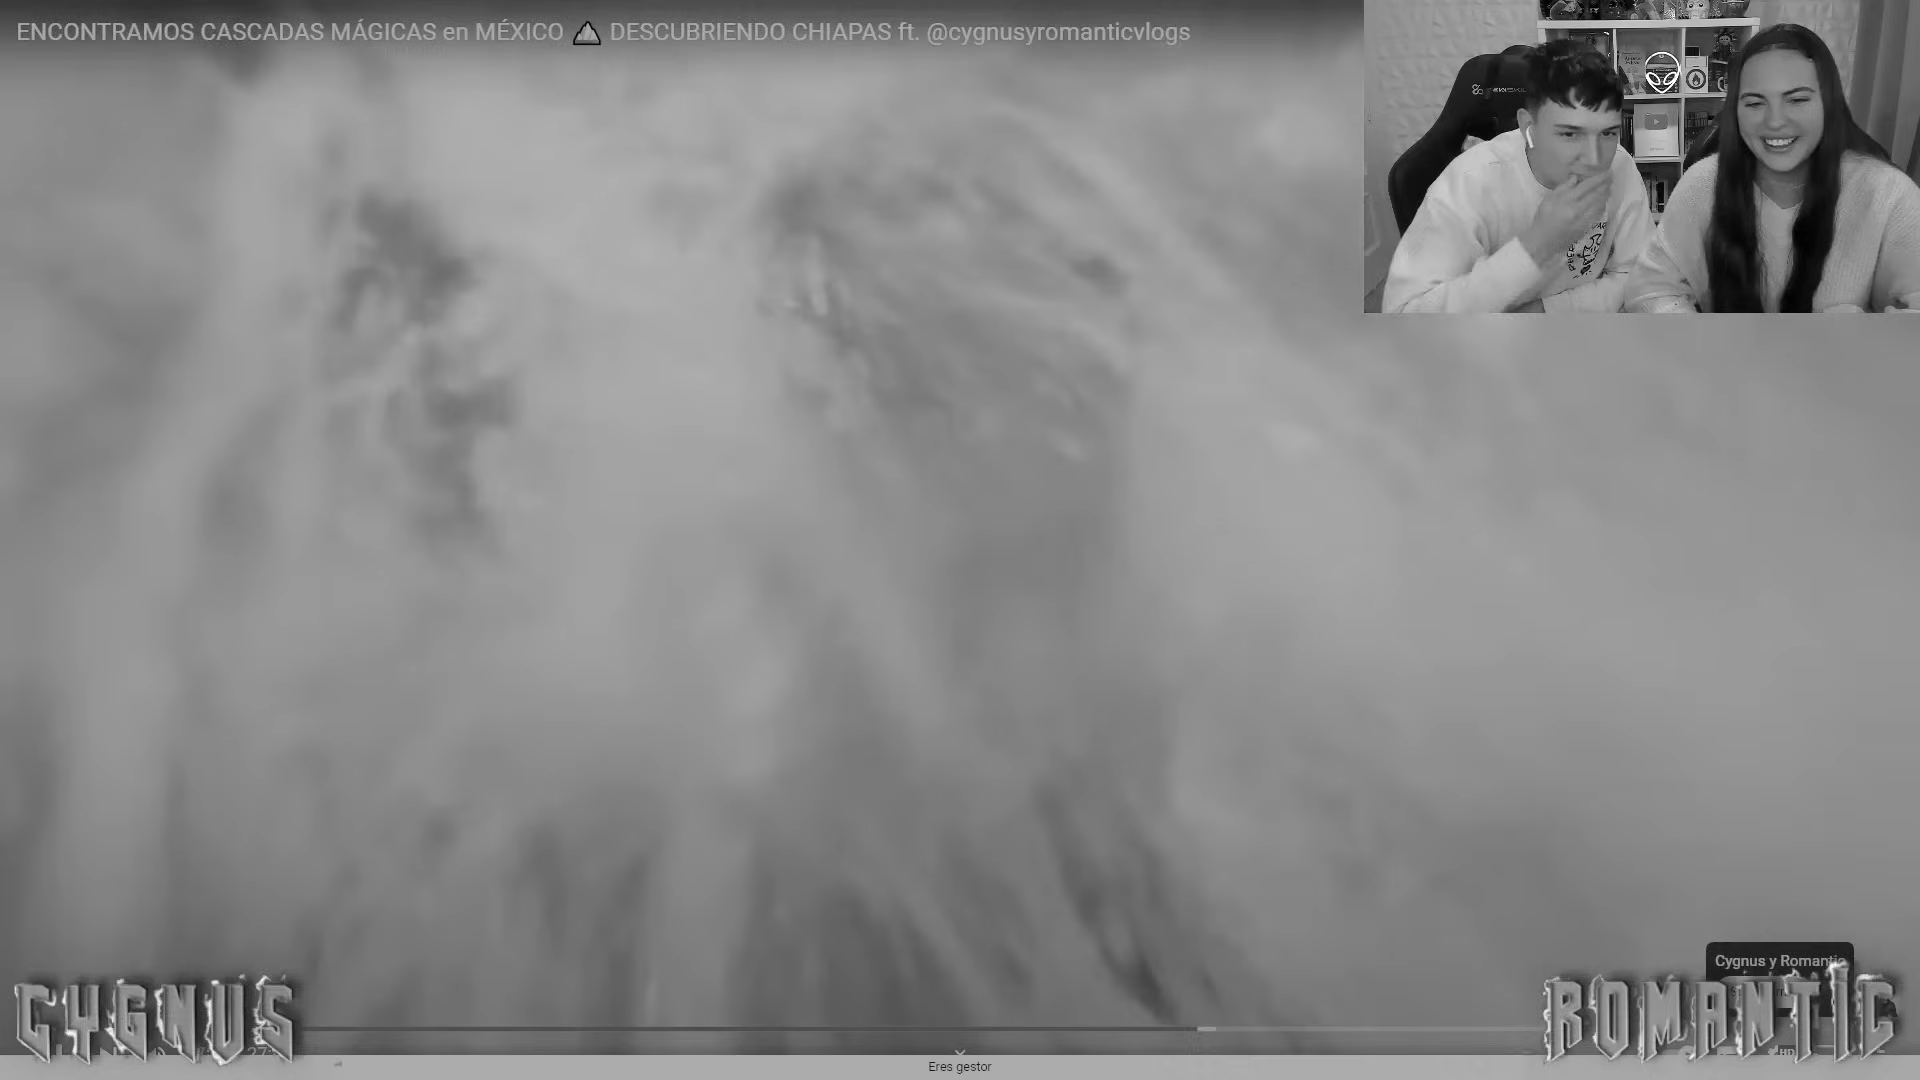 ENCONTRAMOS CASCADAS MÁGICAS en MÉXICO ⛰ DESCUBRIENDO CHIAPAS ft. @cygnusyromanticvlogs
Cygnus y Romantic
CYGNUS
ROMANTIC
Eres gestor